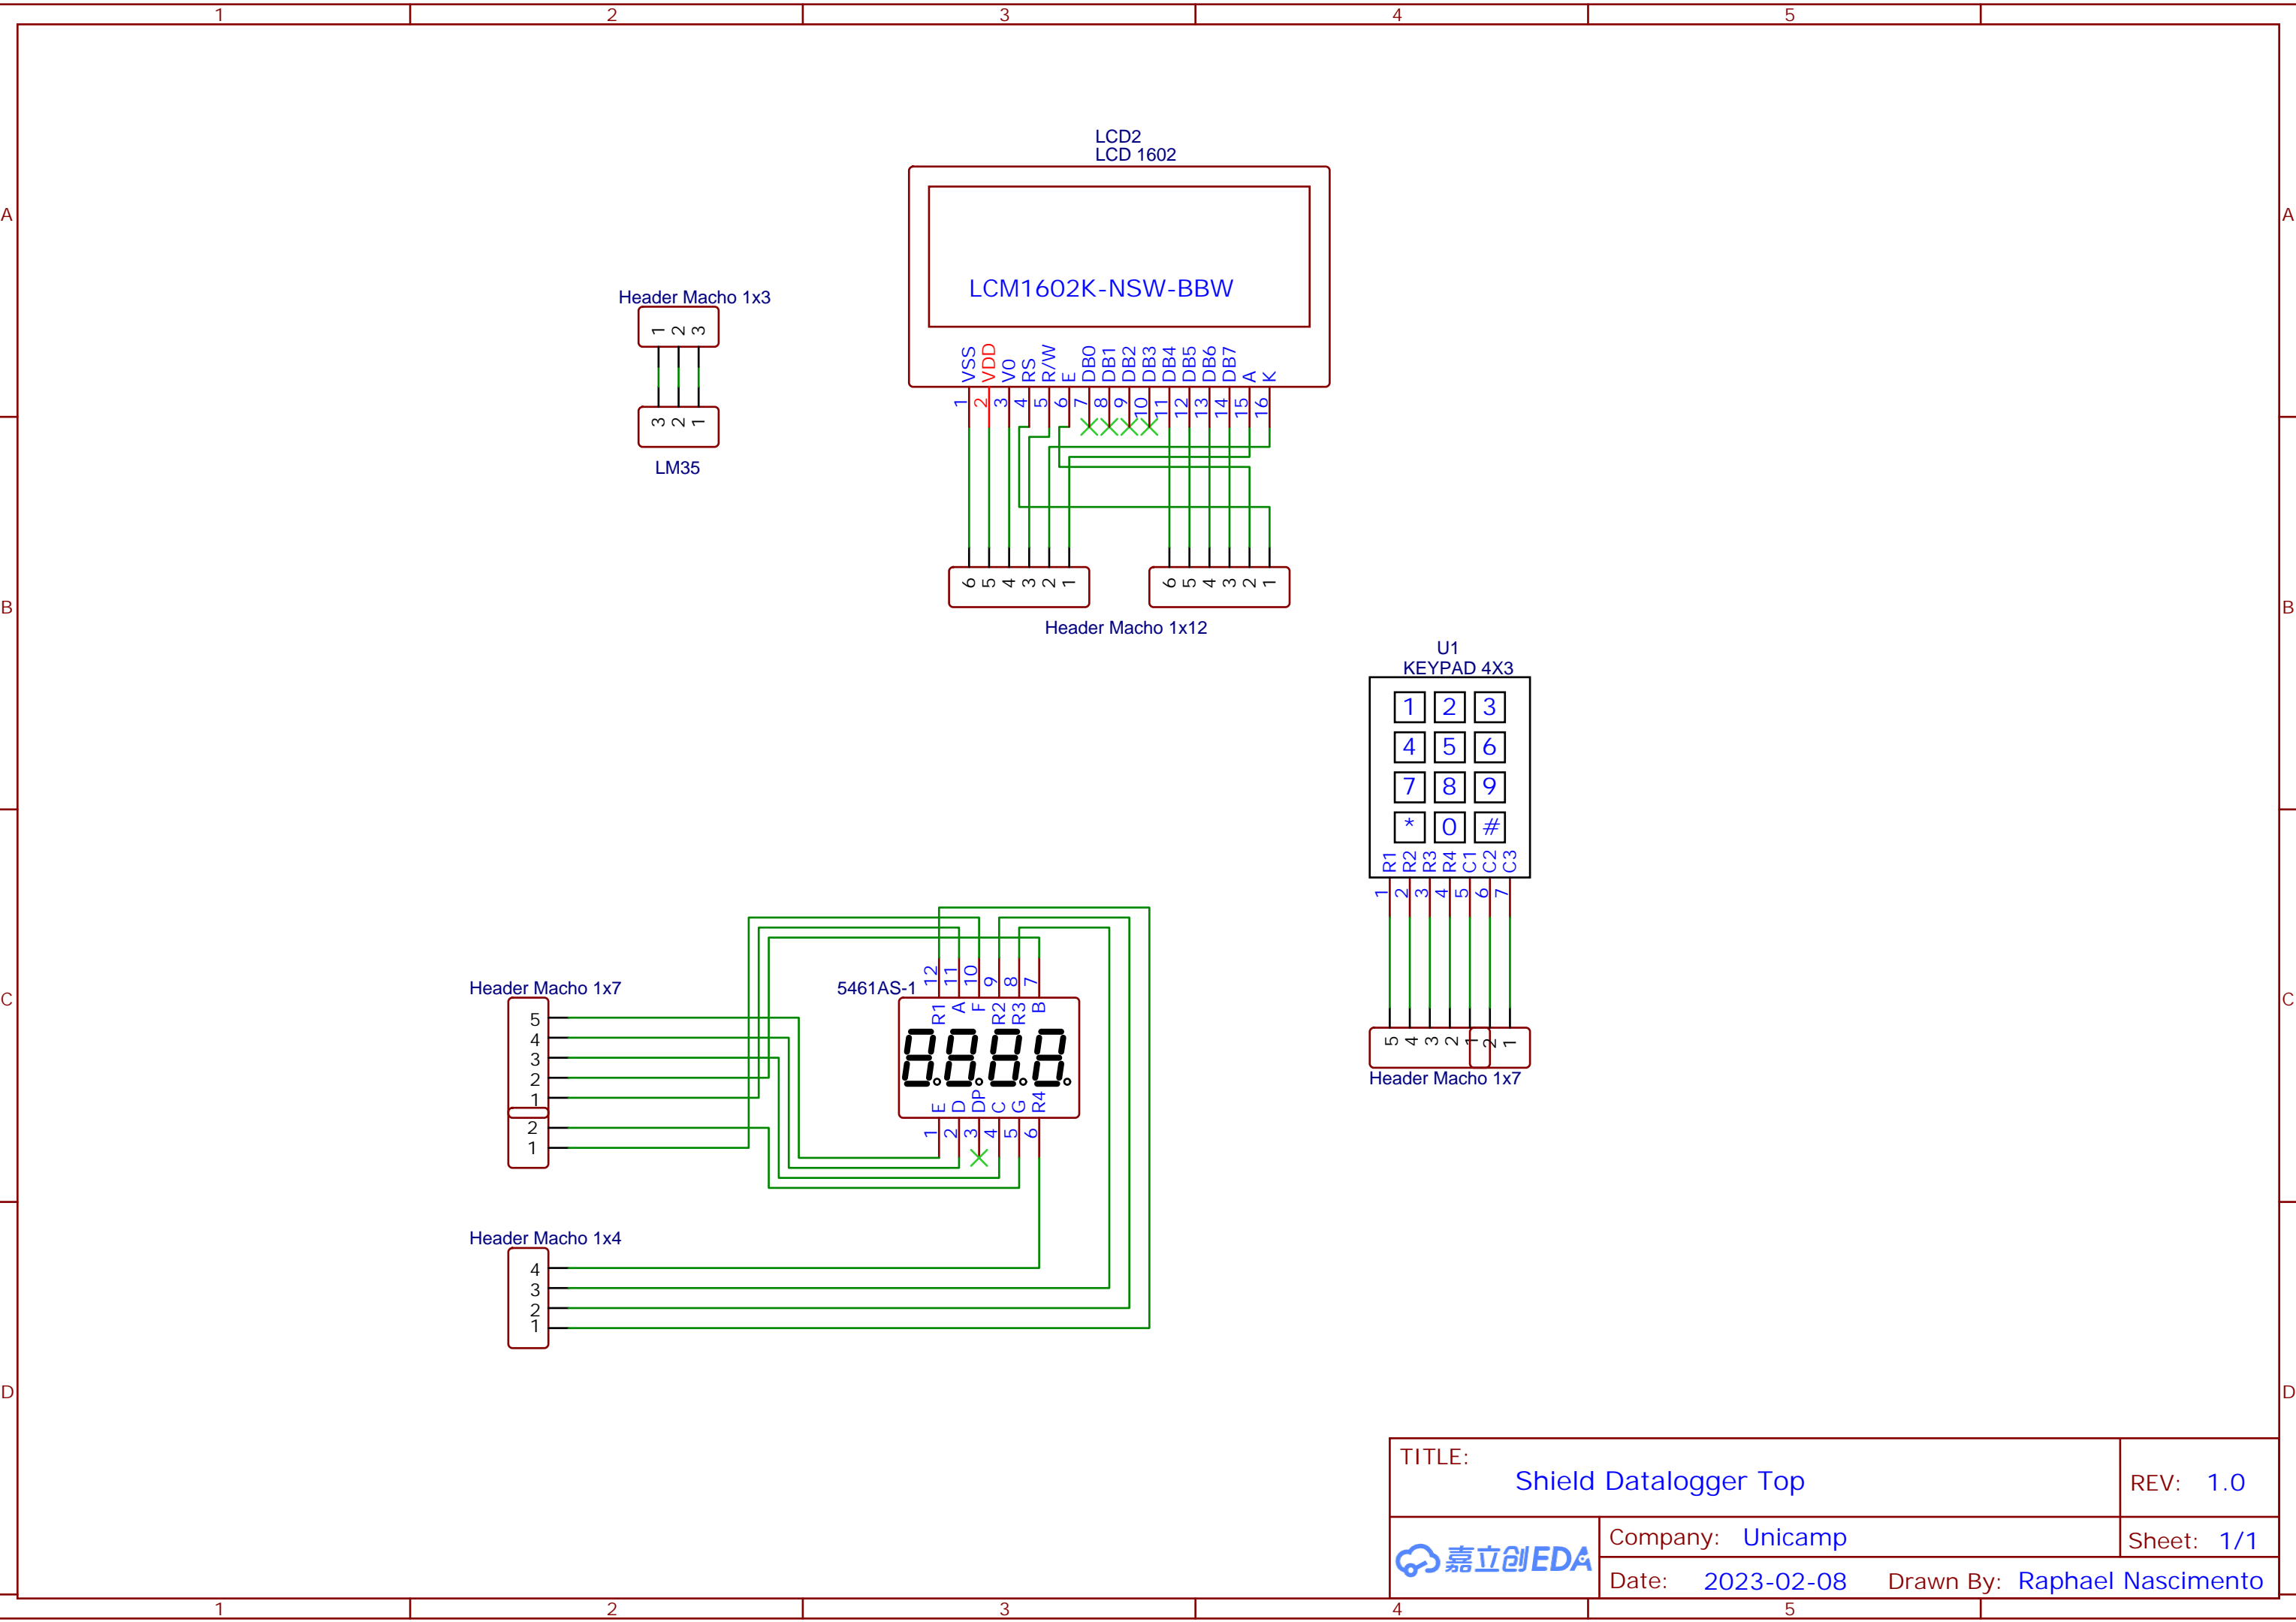 1 2 3 4 5
A A
B B
C C
D D
LCD2
LCD 1602
LCM1602K-NSW-BBW
VSS VDD V0 RS R/W E DB0 DB1 DB2 DB3 DB4 DB5 DB6 DB7 A K
1 2 3 4 5 6 7 8 9 10 11 12 13 14 15 16
6 5 4 3 2 1 6 5 4 3 2 1
Header Macho 1x12
Header Macho 1x3
1 2 3
3 2 1
LM35
U1
KEYPAD 4X3
1 2 3
4 5 6
7 8 9
* 0 #
R1 R2 R3 R4 C1 C2 C3
1 2 3 4 5 6 7
5 4 3 2 1 2 1
Header Macho 1x7
Header Macho 1x7
5
4
3
2
1
2
1
5461AS-1
12 11 10 9 8 7
R1 A F R2 R3 B
8.8.8.8.
E D DP C G R4
1 2 3 4 5 6
Header Macho 1x4
4
3
2
1
TITLE:
Shield Datalogger Top
REV: 1.0
嘉立创EDA
Company: Unicamp
Sheet: 1/1
Date: 2023-02-08 Drawn By: Raphael Nascimento
1 2 3 4 5